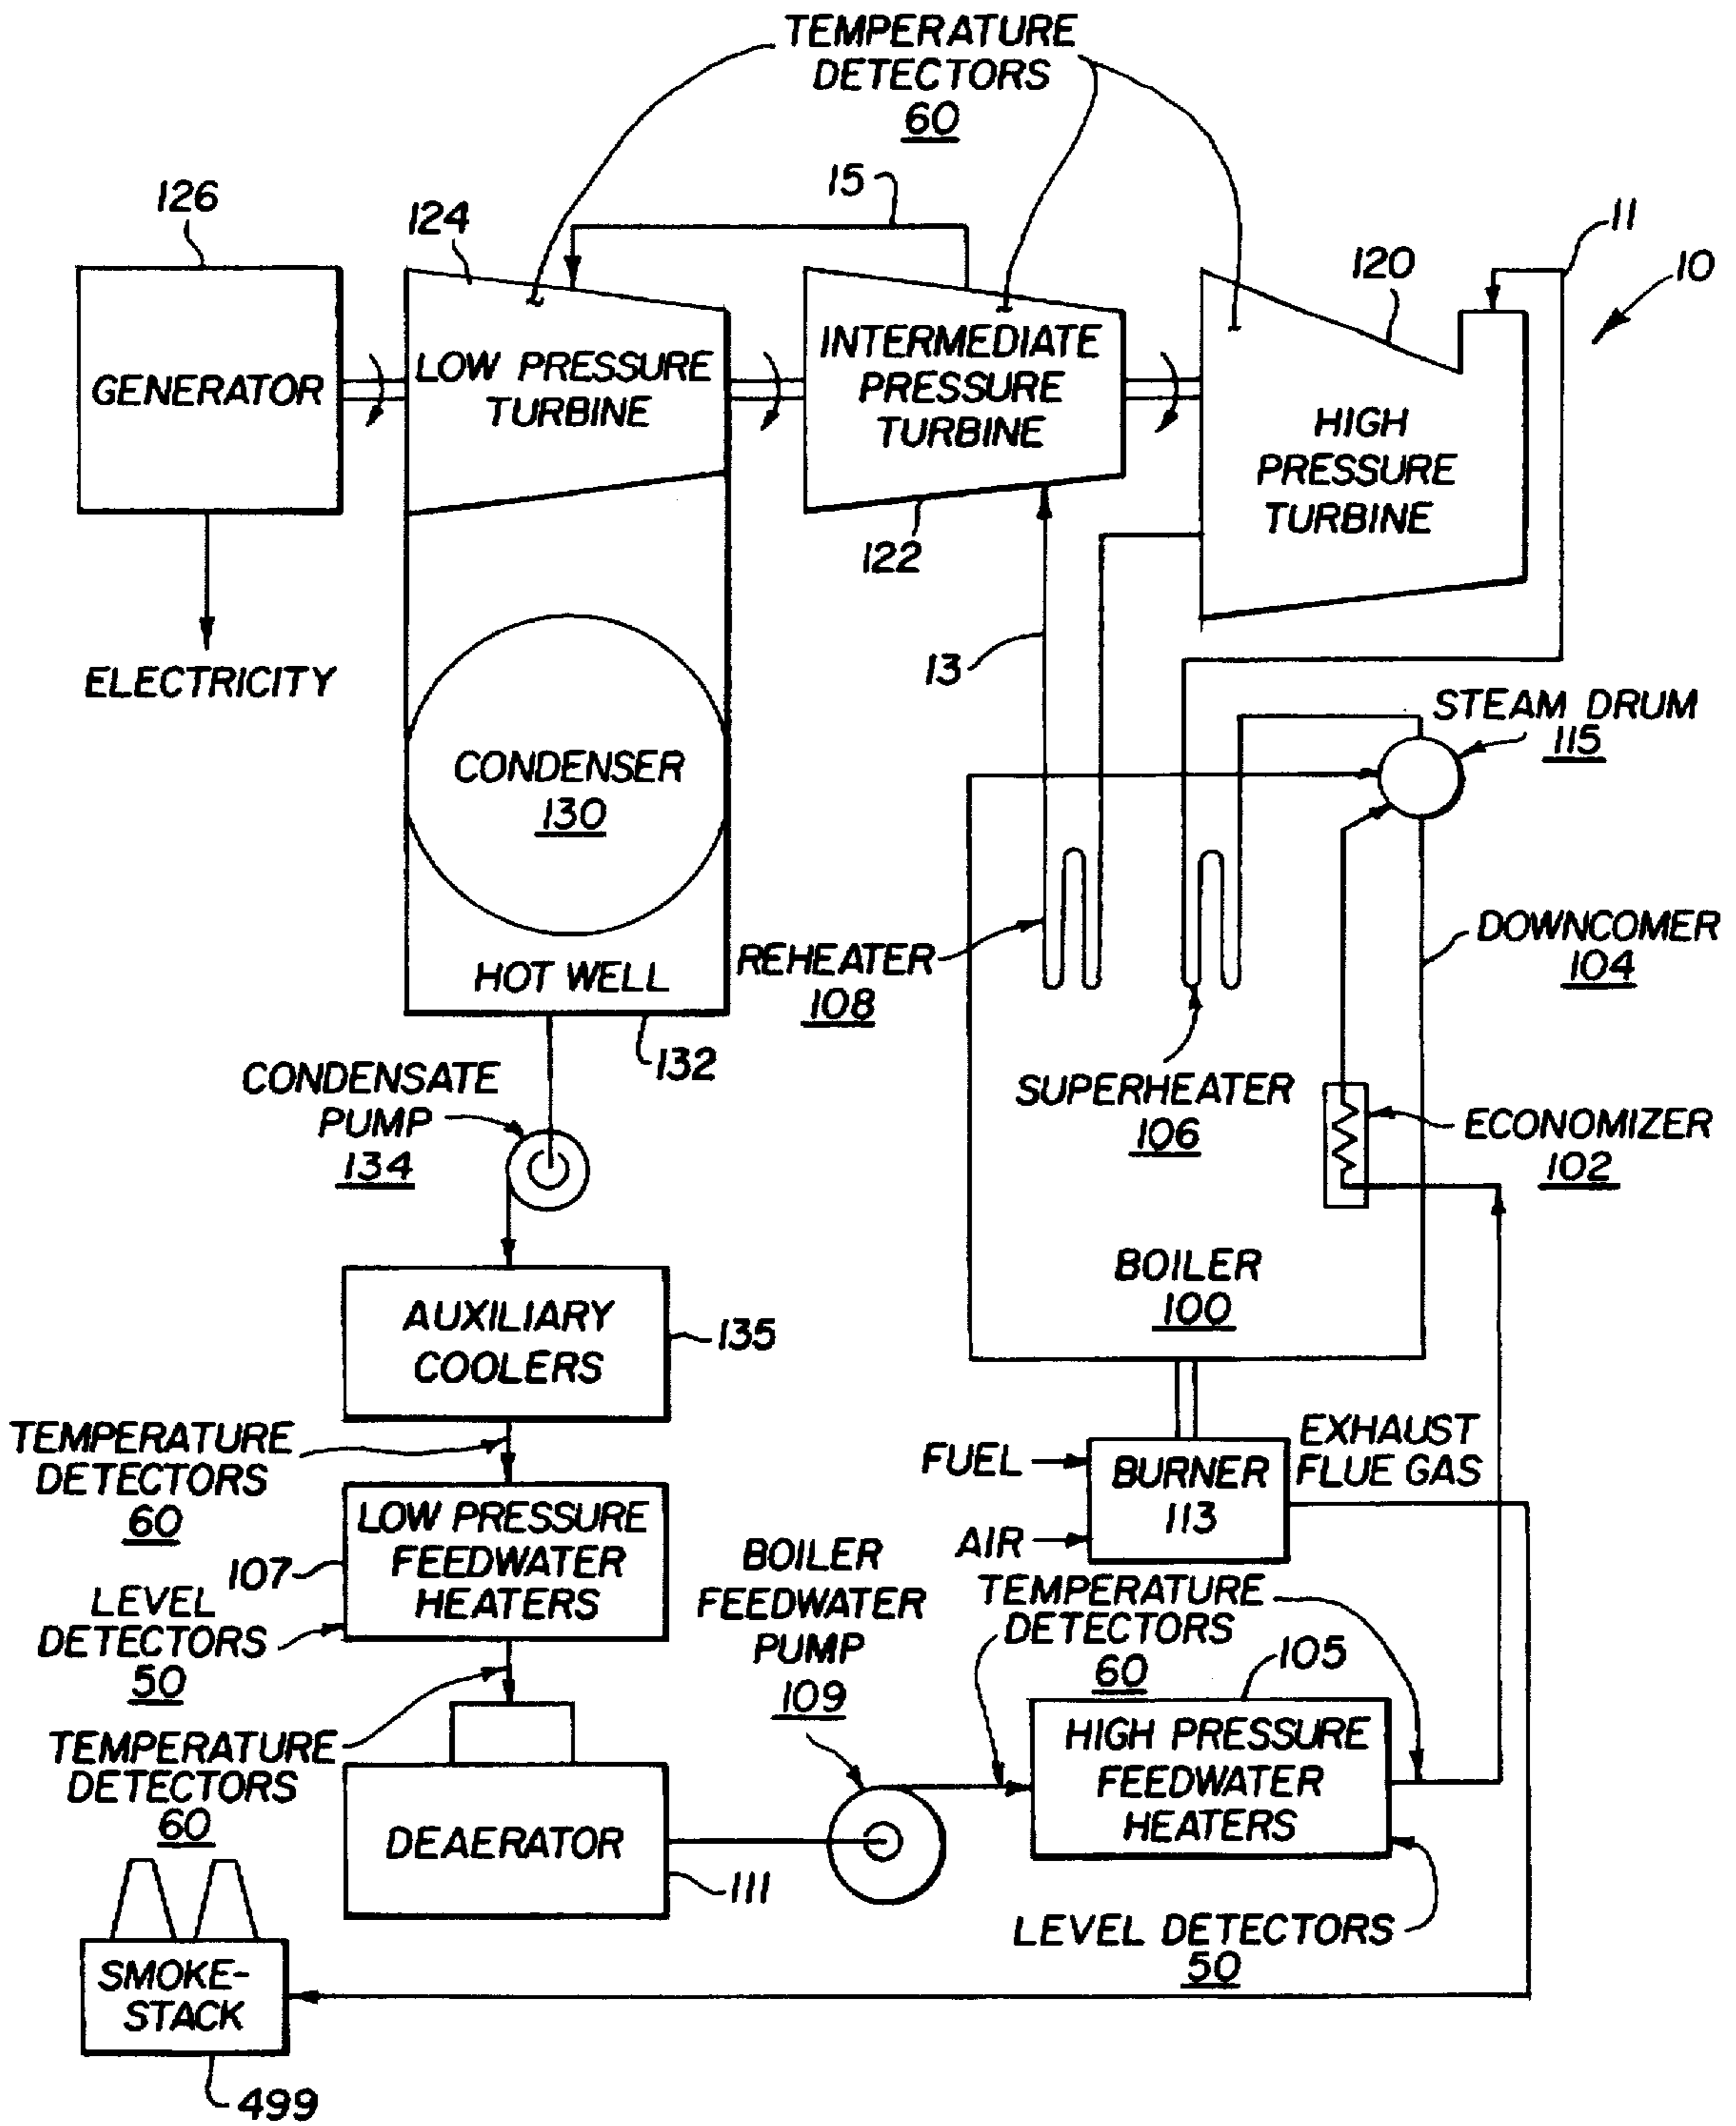 TEMPERATURE
DETECTORS
60
15
126
124
11
120
10
GENERATOR
LOW PRESSURE
TURBINE
INTERMEDIATE
PRESSURE
TURBINE
HIGH
PRESSURE
TURBINE
122
ELECTRICITY
13
STEAM DRUM
115
CONDENSER
130
DOWNCOMER
104
REHEATER
108
HOT WELL
132
CONDENSATE
PUMP
134
SUPERHEATER
106
ECONOMIZER
102
BOILER
100
AUXILIARY
COOLERS
135
TEMPERATURE
DETECTORS
60
EXHAUST
FLUE GAS
FUEL
AIR
BURNER
113
LOW PRESSURE
FEEDWATER
HEATERS
107
LEVEL
DETECTORS
50
BOILER
FEEDWATER
PUMP
109
TEMPERATURE
DETECTORS
60
105
TEMPERATURE
DETECTORS
60
HIGH PRESSURE
FEEDWATER
HEATERS
DEAERATOR
111
LEVEL DETECTORS
50
SMOKE-
STACK
499